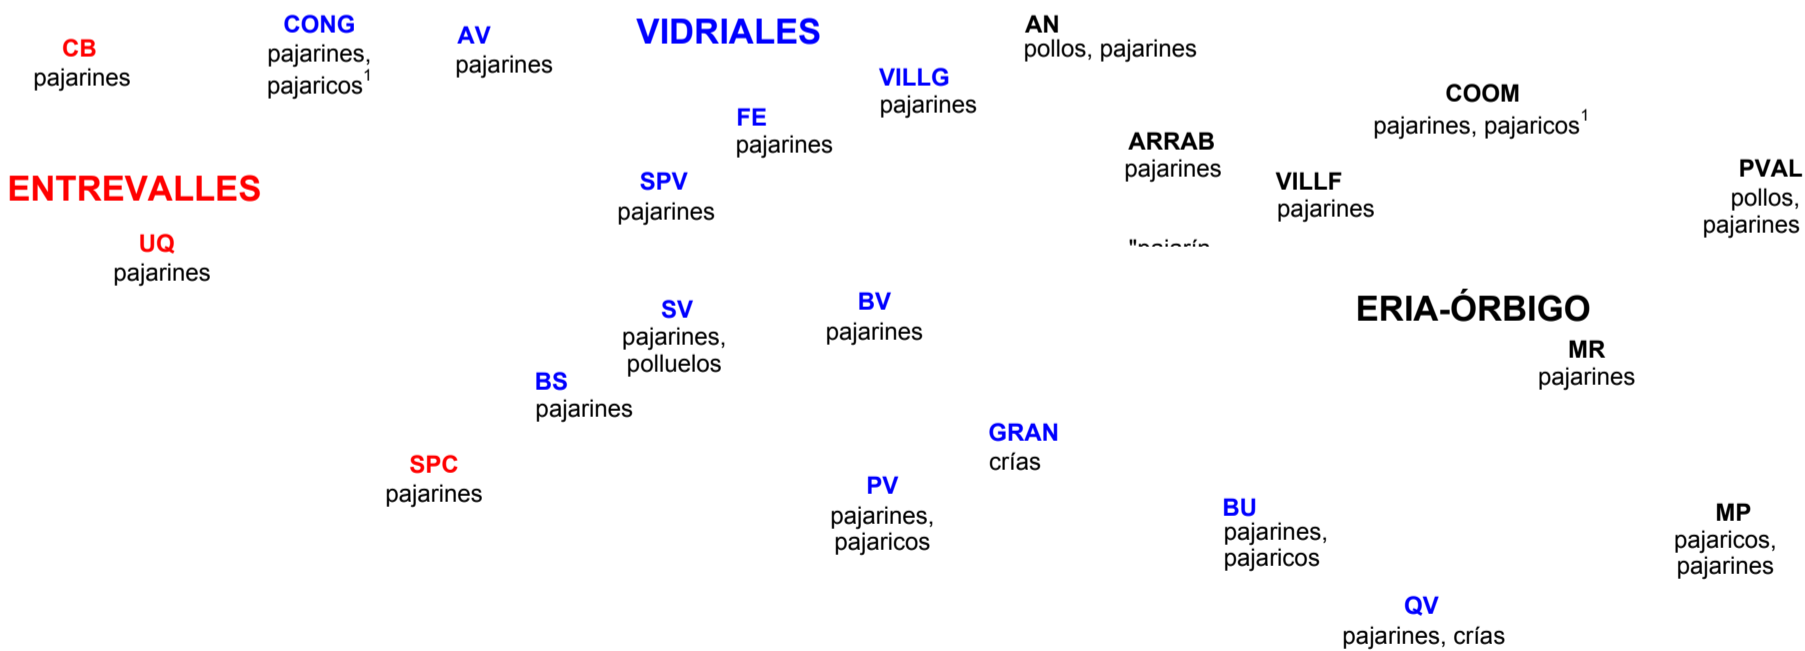 CB
pajarines
CONG
pajarines,
pajaricos¹
AV
pajarines
VIDRIALES
VILLG
pajarines
AN
pollos, pajarines
COOM
pajarines, pajaricos¹
FE
pajarines
ARRAB
pajarines
PVAL
pollos,
pajarines
ENTREVALLES
SPV
pajarines
VILLF
pajarines
UQ
pajarines
SV
pajarines,
polluelos
BV
pajarines
ERIA-ÓRBIGO
MR
pajarines
BS
pajarines
GRAN
crías
SPC
pajarines
PV
pajarines,
pajaricos
BU
pajarines,
pajaricos
MP
pajaricos,
pajarines
QV
pajarines, crías